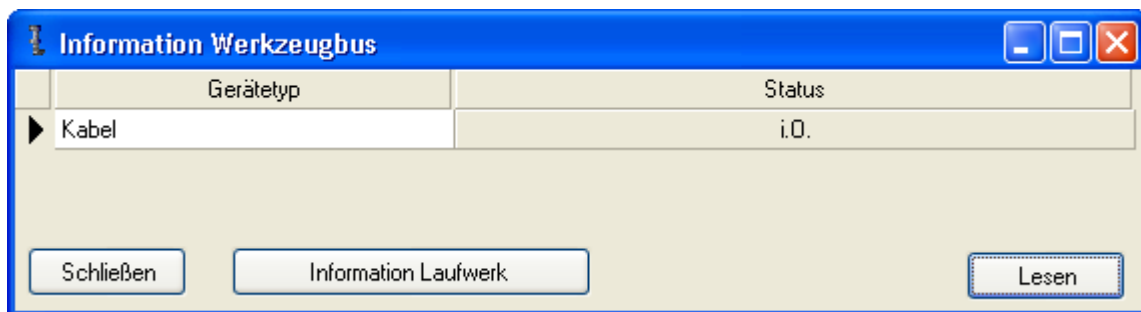 Information Werkzeugbus
Gerätetyp Status
Kabel i.O.
Schließen Information Laufwerk Lesen